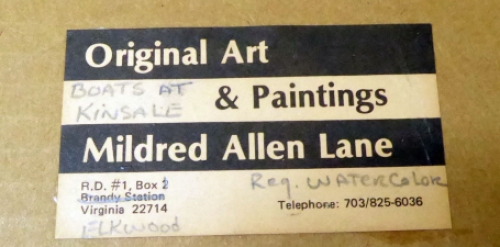 Original Art
BOATS AT
KINSALE
& Paintings
Mildred Allen Lane
R.D. #1, Box 2
Brandy Station
Virginia 22714
ELKWOOD
Reg. WATERCOLOR
Telephone: 703/825-6036